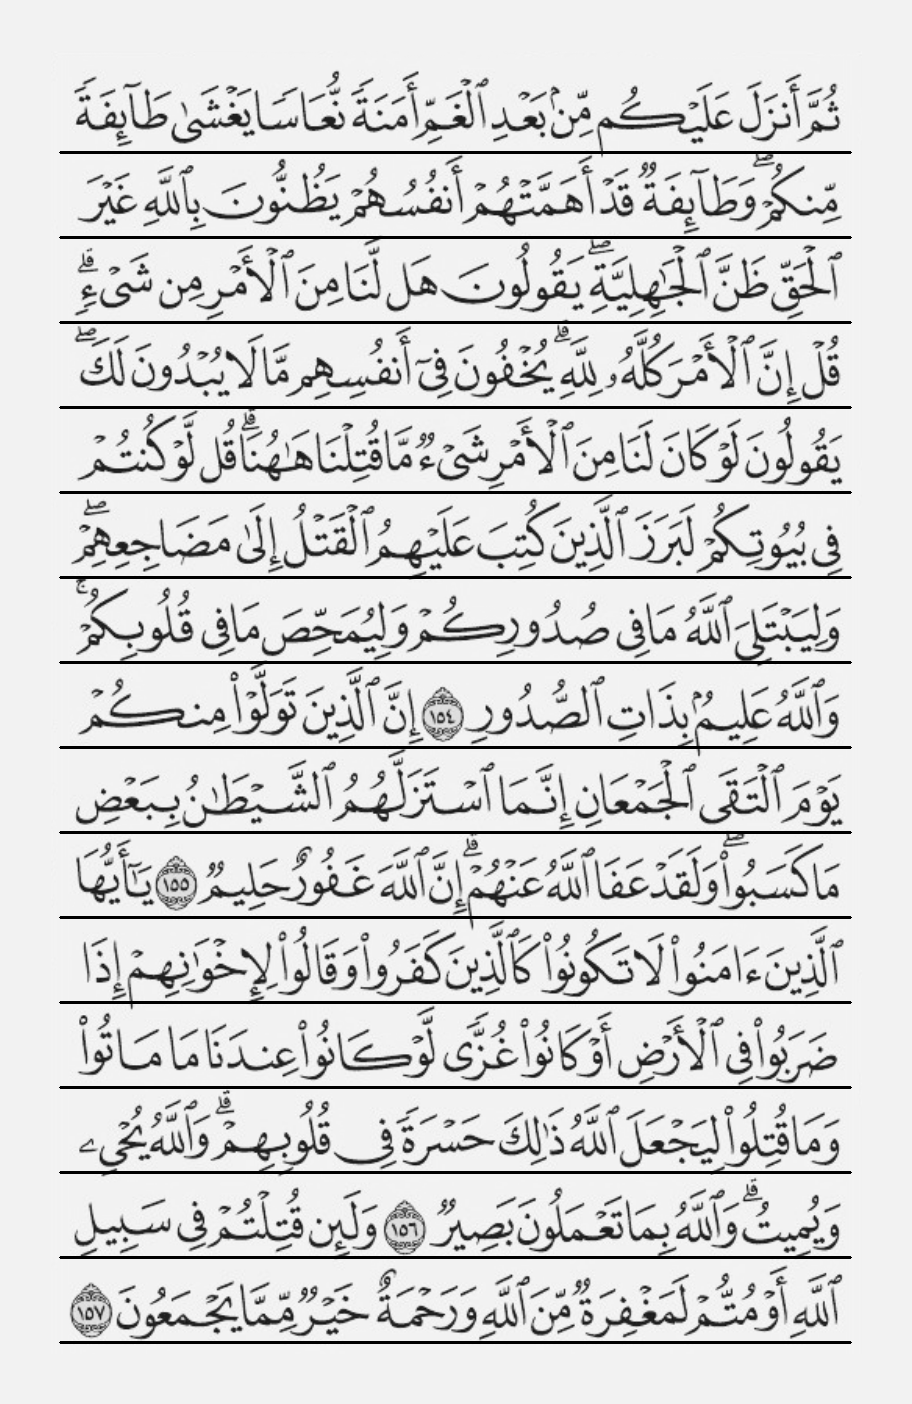 ثُمَّ أَنزَلَ عَلَيۡكُم مِّنۢ بَعۡدِ ٱلۡغَمِّ أَمَنَةٗ نُّعَاسٗا يَغۡشَىٰ طَآئِفَةٗ
مِّنكُمۡۖ وَطَآئِفَةٞ قَدۡ أَهَمَّتۡهُمۡ أَنفُسُهُمۡ يَظُنُّونَ بِٱللَّهِ غَيۡرَ
ٱلۡحَقِّ ظَنَّ ٱلۡجَٰهِلِيَّةِۖ يَقُولُونَ هَل لَّنَا مِنَ ٱلۡأَمۡرِ مِن شَيۡءٖۗ
قُلۡ إِنَّ ٱلۡأَمۡرَ كُلَّهُۥ لِلَّهِۗ يُخۡفُونَ فِيٓ أَنفُسِهِم مَّا لَا يُبۡدُونَ لَكَۖ
يَقُولُونَ لَوۡ كَانَ لَنَا مِنَ ٱلۡأَمۡرِ شَيۡءٞ مَّا قُتِلۡنَا هَٰهُنَاۗ قُل لَّوۡ كُنتُمۡ
فِي بُيُوتِكُمۡ لَبَرَزَ ٱلَّذِينَ كُتِبَ عَلَيۡهِمُ ٱلۡقَتۡلُ إِلَىٰ مَضَاجِعِهِمۡۖ
وَلِيَبۡتَلِيَ ٱللَّهُ مَا فِي صُدُورِكُمۡ وَلِيُمَحِّصَ مَا فِي قُلُوبِكُمۡۚ
وَٱللَّهُ عَلِيمُۢ بِذَاتِ ٱلصُّدُورِ ١٥٤ إِنَّ ٱلَّذِينَ تَوَلَّوۡاْ مِنكُمۡ
يَوۡمَ ٱلۡتَقَى ٱلۡجَمۡعَانِ إِنَّمَا ٱسۡتَزَلَّهُمُ ٱلشَّيۡطَٰنُ بِبَعۡضِ
مَا كَسَبُواْۖ وَلَقَدۡ عَفَا ٱللَّهُ عَنۡهُمۡۗ إِنَّ ٱللَّهَ غَفُورٌ حَلِيمٞ ١٥٥ يَٰٓأَيُّهَا
ٱلَّذِينَ ءَامَنُواْ لَا تَكُونُواْ كَٱلَّذِينَ كَفَرُواْ وَقَالُواْ لِإِخۡوَٰنِهِمۡ إِذَا
ضَرَبُواْ فِي ٱلۡأَرۡضِ أَوۡ كَانُواْ غُزّٗى لَّوۡ كَانُواْ عِندَنَا مَا مَاتُواْ
وَمَا قُتِلُواْ لِيَجۡعَلَ ٱللَّهُ ذَٰلِكَ حَسۡرَةٗ فِي قُلُوبِهِمۡۗ وَٱللَّهُ يُحۡيِۦ
وَيُمِيتُۗ وَٱللَّهُ بِمَا تَعۡمَلُونَ بَصِيرٞ ١٥٦ وَلَئِن قُتِلۡتُمۡ فِي سَبِيلِ
ٱللَّهِ أَوۡ مُتُّمۡ لَمَغۡفِرَةٞ مِّنَ ٱللَّهِ وَرَحۡمَةٌ خَيۡرٞ مِّمَّا يَجۡمَعُونَ ١٥٧